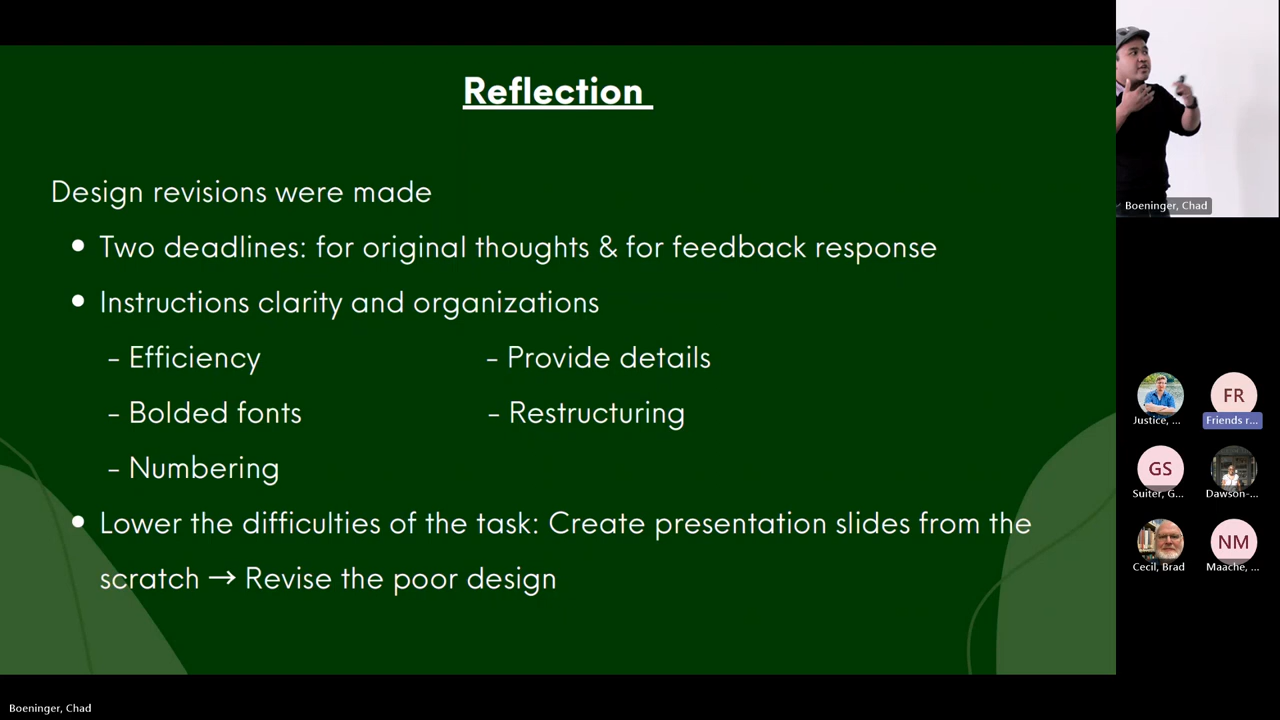 Reflection
Design revisions were made
• Two deadlines: for original thoughts & for feedback response
• Instructions clarity and organizations
- Efficiency - Provide details
- Bolded fonts - Restructuring
- Numbering
• Lower the difficulties of the task: Create presentation slides from the
scratch → Revise the poor design
Boeninger, Chad
FR
Justice, ... Friends r...
GS
Suiter, G... Dawson-...
NM
Cecil, Brad Maache, ...
Boeninger, Chad